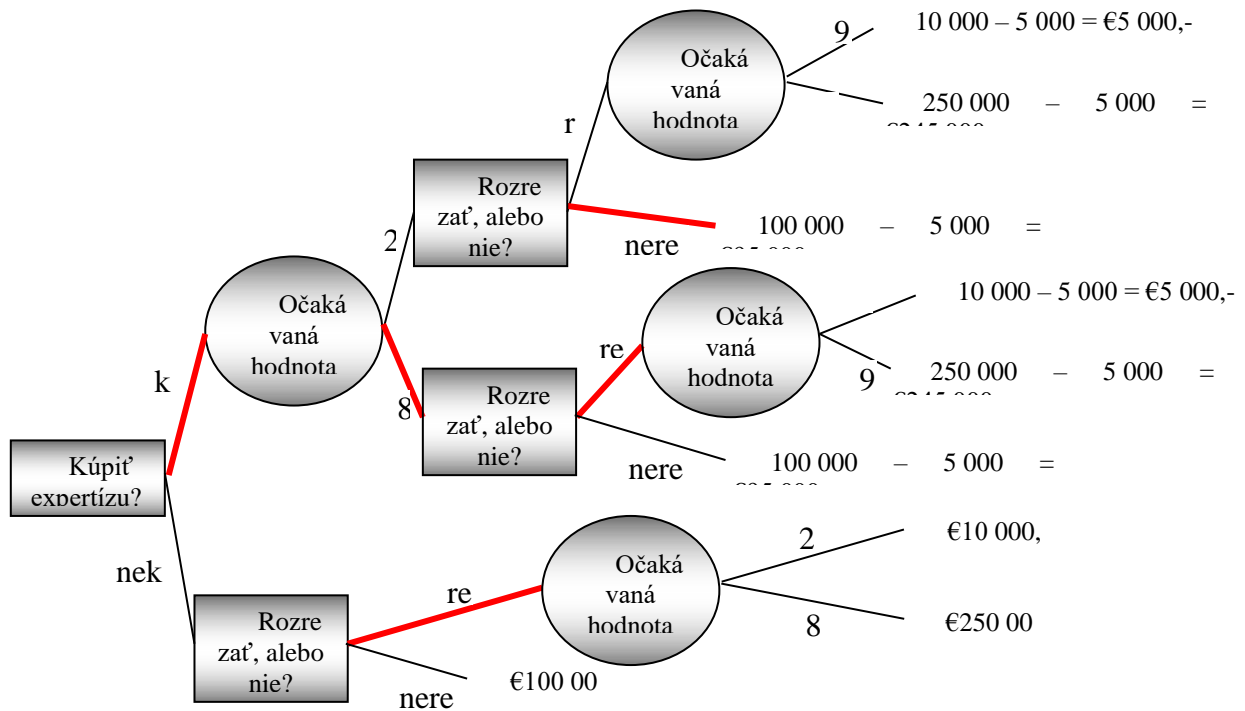 9
10 000 – 5 000 = €5 000,-
Očaká
vaná
hodnota
250 000 – 5 000 =
r
Rozre
zať, alebo
nie?
100 000 – 5 000 =
nere
2
Očaká
vaná
hodnota
10 000 – 5 000 = €5 000,-
Očaká
vaná
hodnota
re
250 000 – 5 000 =
9
k
8
Rozre
zať, alebo
nie?
100 000 – 5 000 =
nere
Kúpiť
expertízu?
2
€10 000,
Očaká
vaná
hodnota
nek
re
8
€250 00
Rozre
zať, alebo
nie?
€100 00
nere